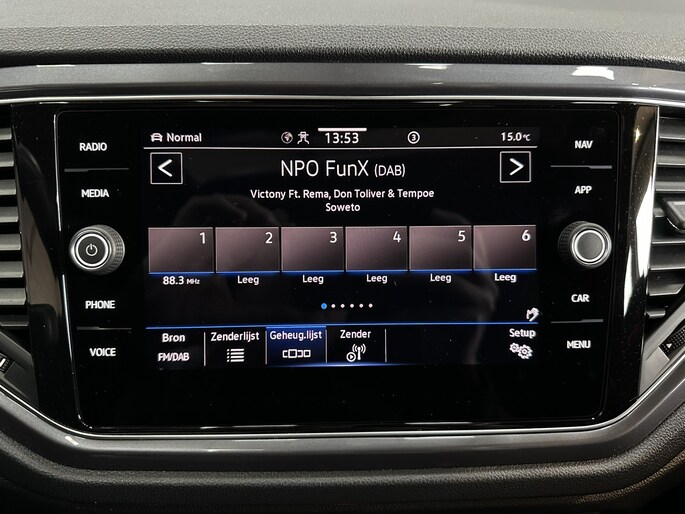 RADIO
MEDIA
PHONE
VOICE
Normal
13:53
3
15.0°C
NPO FunX (DAB)
Victony Ft. Rema, Don Toliver & Tempoe
Soweto
1 2 3 4 5 6
88.3 MHz Leeg Leeg Leeg Leeg Leeg
Bron
FM/DAB
Zenderlijst
Geheug.lijst
Zender
Setup
NAV
APP
CAR
MENU